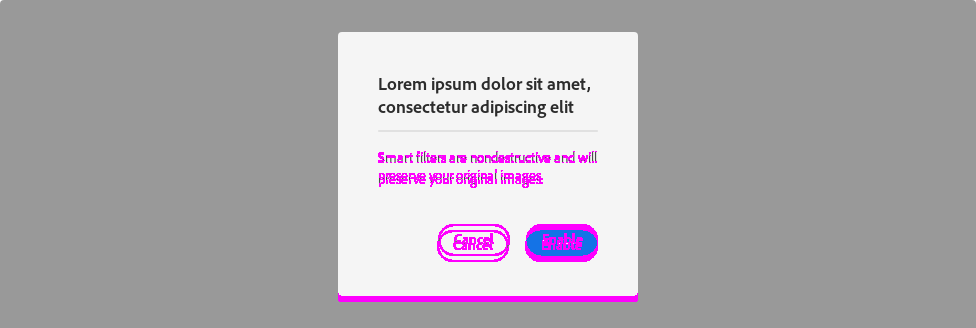 Lorem ipsum dolor sit amet,
consectetur adipiscing elit
Smart filters are nondestructive and will
preserve your original images.
Cancel